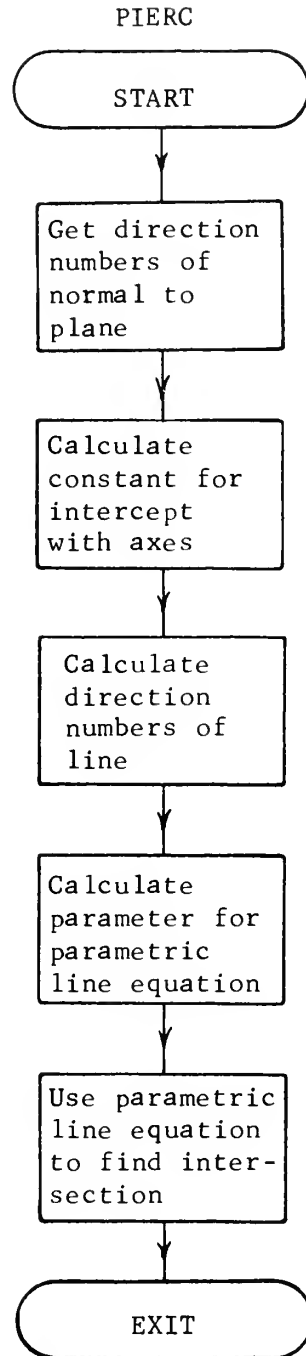 PIERC
START
Get direction
numbers of
normal to
plane
Calculate
constant for
intercept
with axes
Calculate
direction
numbers of
line
Calculate
parameter for
parametric
line equation
Use parametric
line equation
to find inter-
section
EXIT